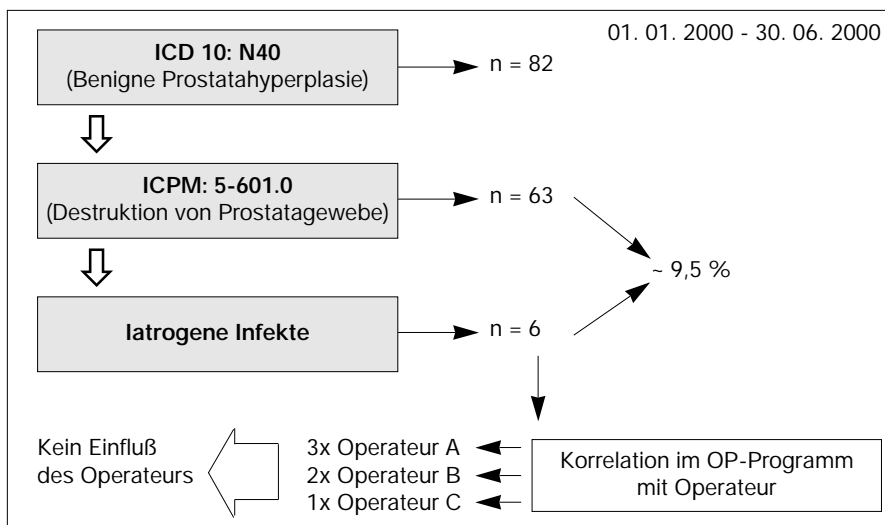 01. 01. 2000 - 30. 06. 2000
ICD 10: N40
(Benigne Prostatahyperplasie)
n = 82
ICPM: 5-601.0
(Destruktion von Prostatagewebe)
n = 63
~ 9,5 %
Iatrogene Infekte
n = 6
Kein Einfluß
des Operateurs
3x Operateur A
2x Operateur B
1x Operateur C
Korrelation im OP-Programm
mit Operateur